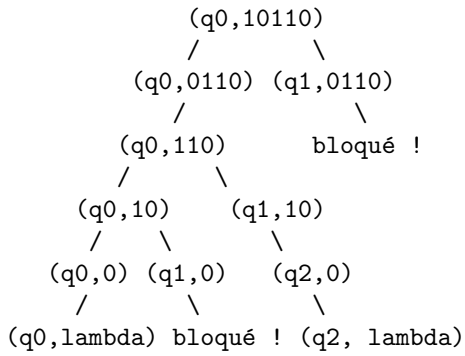 (q0,10110)
/ \
(q0,0110) (q1,0110)
/ \
(q0,110) bloqué !
/ \
(q0,10) (q1,10)
/ \ \
(q0,0) (q1,0) (q2,0)
/ \ \
(q0,lambda) bloqué ! (q2, lambda)